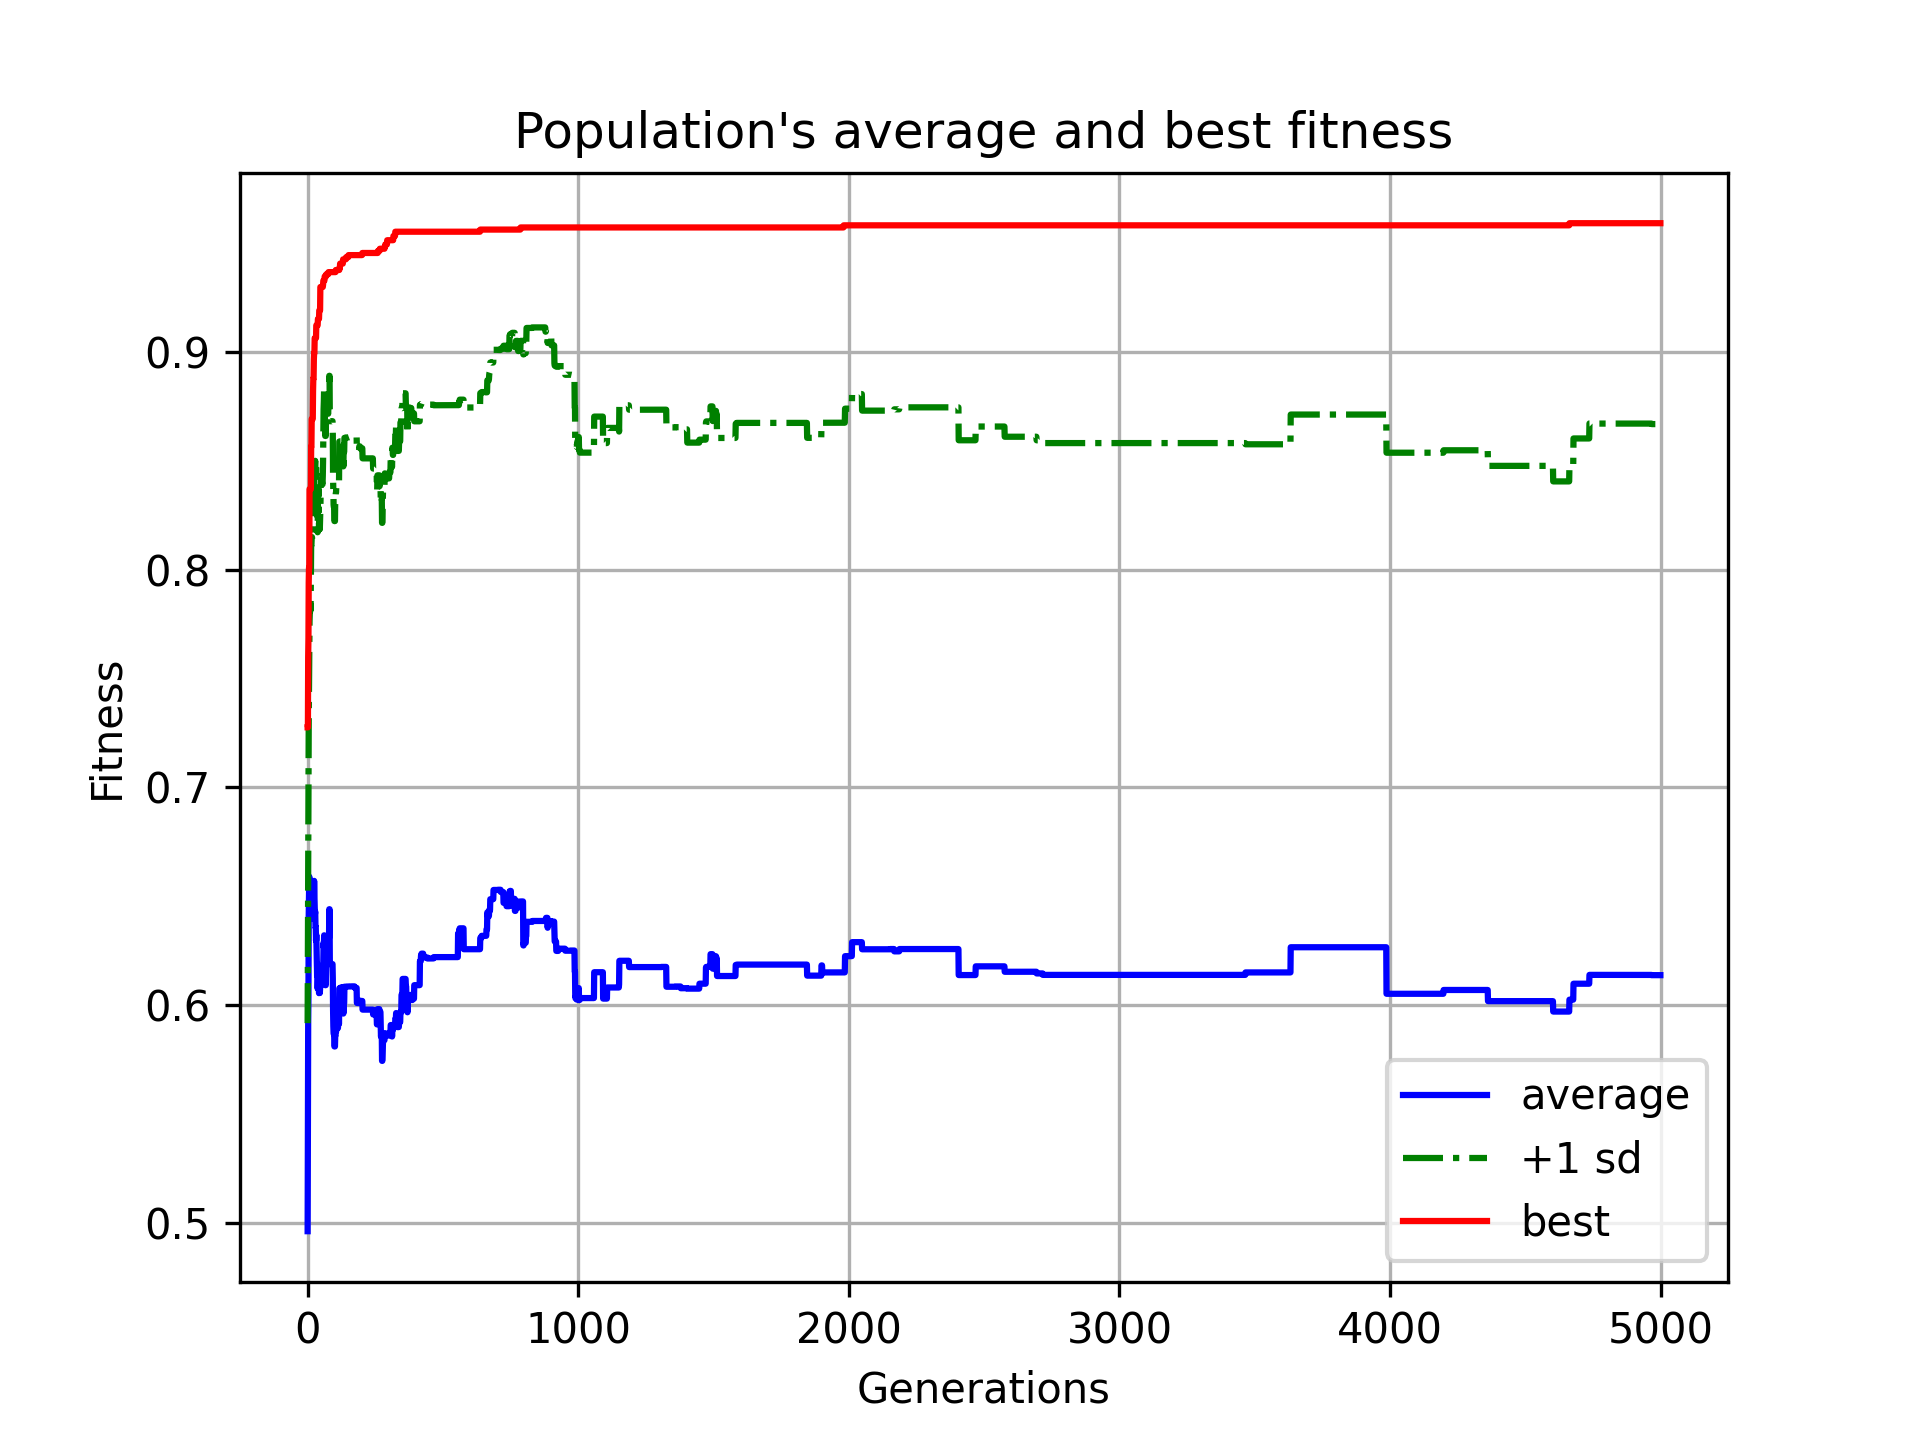 Population's average and best fitness
Fitness
0.9
0.8
0.7
0.6
0.5
0 1000 2000 3000 4000 5000
Generations
average
+1 sd
best